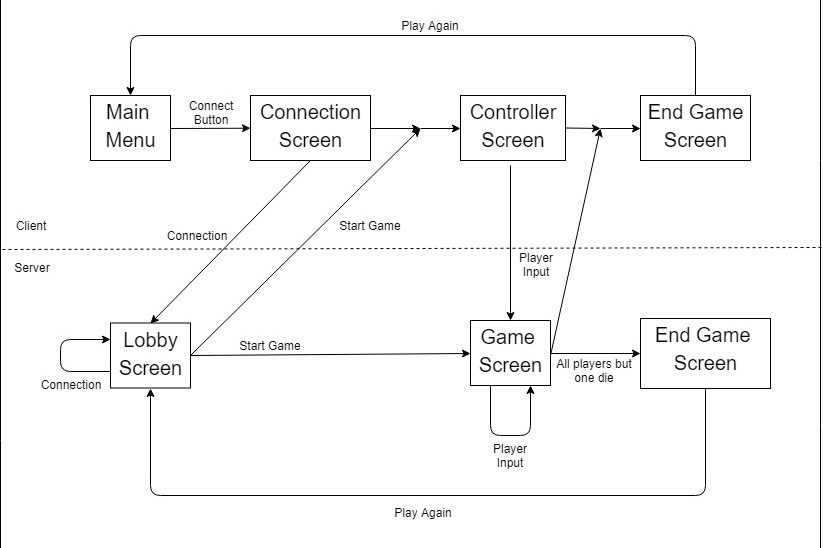 Play Again
Main
Menu
Connect
Button
Connection
Screen
Controller
Screen
End Game
Screen
Client
Connection
Start Game
Server
Player
Input
Lobby
Screen
Connection
Start Game
Game
Screen
All players but
one die
End Game
Screen
Player
Input
Play Again